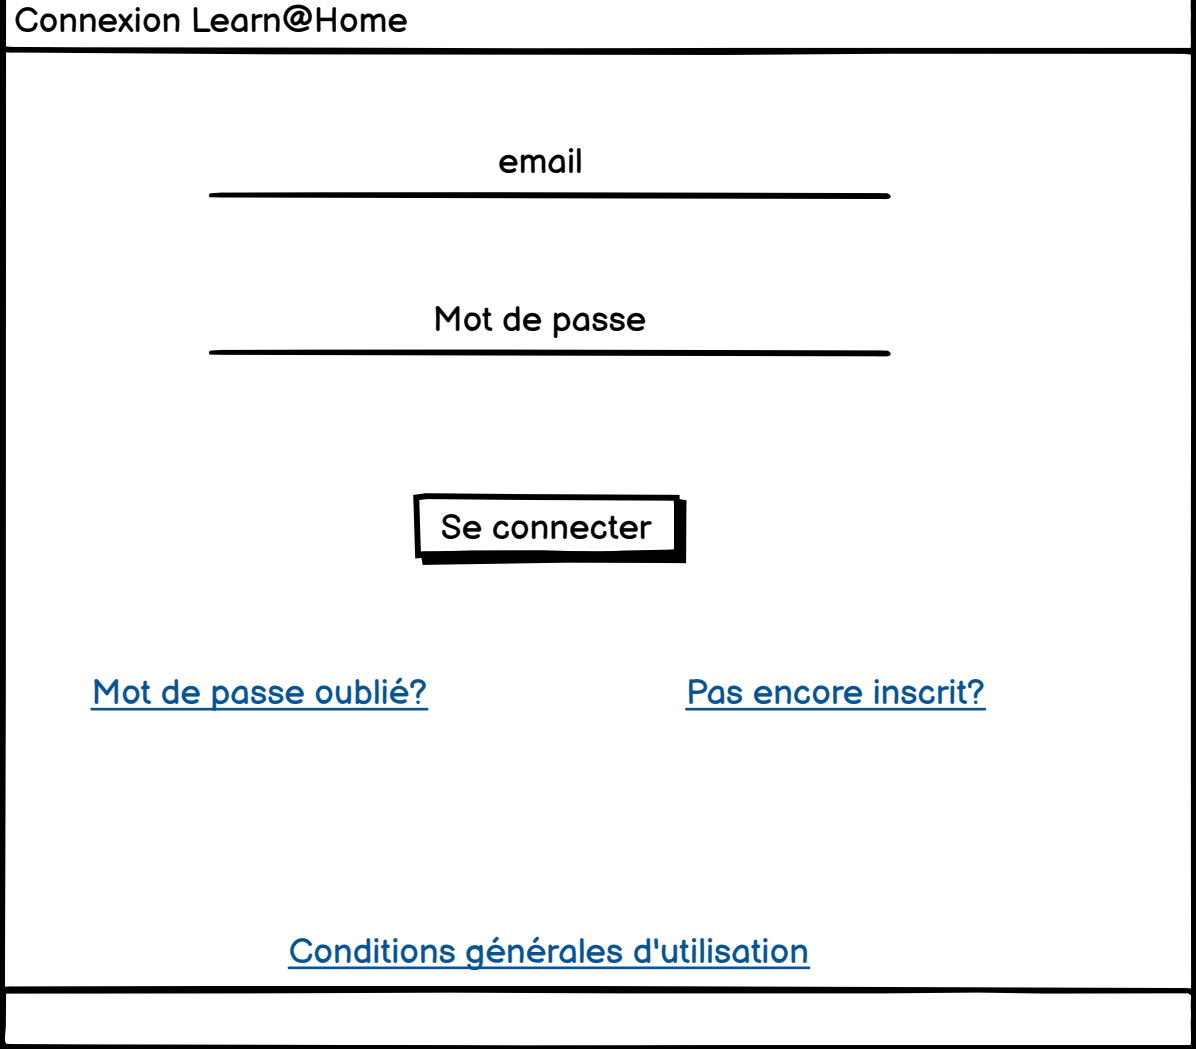 Connexion Learn@Home
email
Mot de passe
Se connecter
Mot de passe oublié?
Pas encore inscrit?
Conditions générales d'utilisation